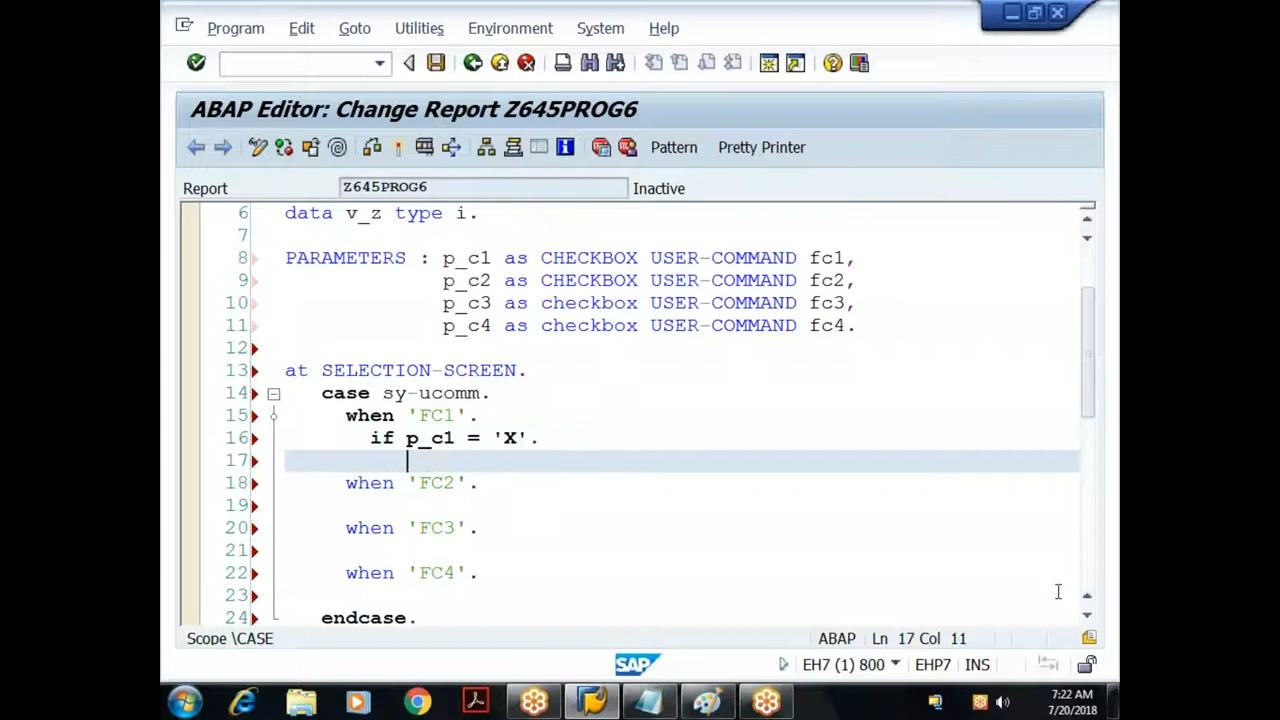 Program Edit Goto Utilities Environment System Help
ABAP Editor: Change Report Z645PROG6
Pattern Pretty Printer
Report Z645PROG6 Inactive
6 data v_z type i.
7
8 PARAMETERS : p_c1 as CHECKBOX USER-COMMAND fc1,
9 p_c2 as CHECKBOX USER-COMMAND fc2,
10 p_c3 as checkbox USER-COMMAND fc3,
11 p_c4 as checkbox USER-COMMAND fc4.
12
13 at SELECTION-SCREEN.
14 case sy-ucomm.
15 when 'FC1'.
16 if p_c1 = 'X'.
17
18 when 'FC2'.
19
20 when 'FC3'.
21
22 when 'FC4'.
23
24 endcase.
Scope \CASE ABAP Ln 17 Col 11
SAP EH7 (1) 800 EHP7 INS
7:22 AM
7/20/2018